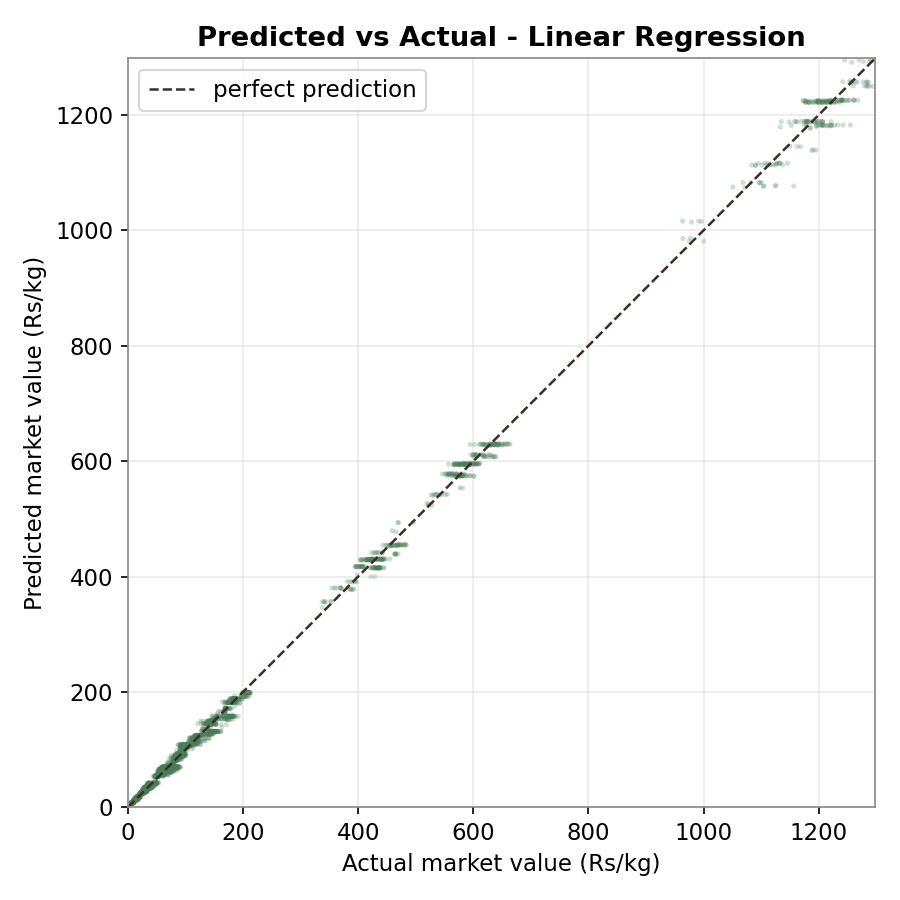 Predicted vs Actual - Linear Regression
perfect prediction
Predicted market value (Rs/kg)
1200
1000
800
600
400
200
0
0 200 400 600 800 1000 1200
Actual market value (Rs/kg)